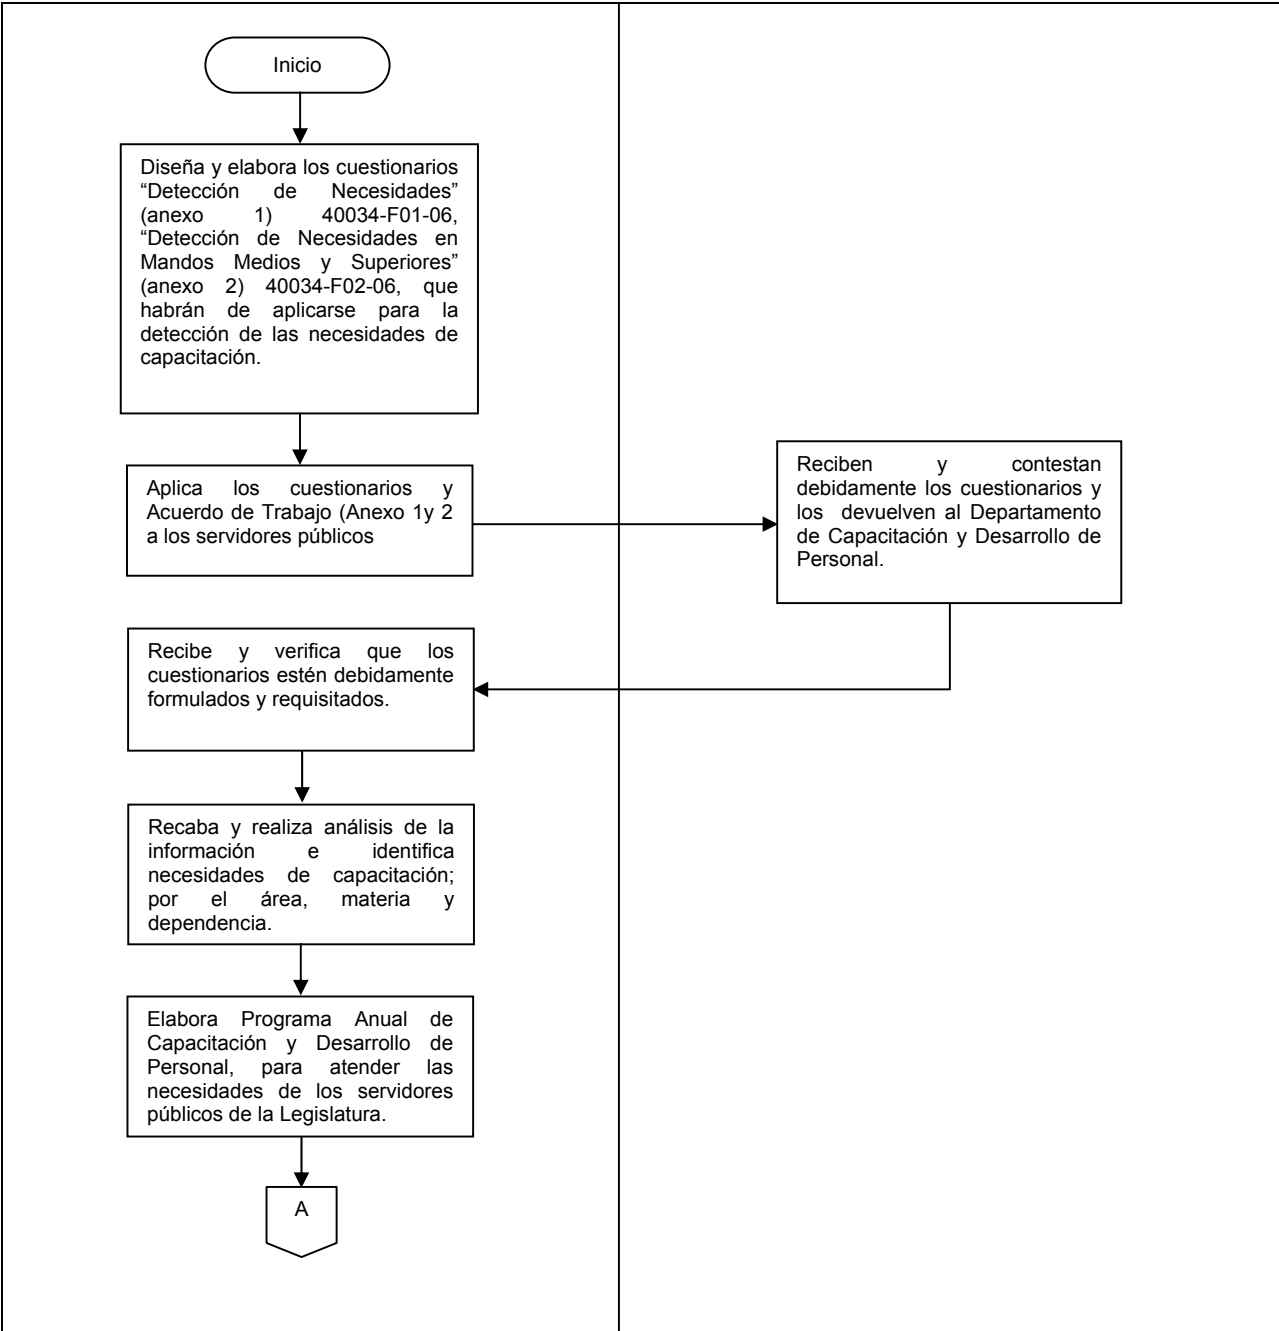 Inicio
Diseña y elabora los cuestionarios
“Detección de Necesidades”
(anexo 1) 40034-F01-06,
“Detección de Necesidades en
Mandos Medios y Superiores”
(anexo 2) 40034-F02-06, que
habrán de aplicarse para la
detección de las necesidades de
capacitación.
Aplica los cuestionarios y
Acuerdo de Trabajo (Anexo 1y 2
a los servidores públicos
Reciben y contestan
debidamente los cuestionarios y
los devuelven al Departamento
de Capacitación y Desarrollo de
Personal.
Recibe y verifica que los
cuestionarios estén debidamente
formulados y requisitados.
Recaba y realiza análisis de la
información e identifica
necesidades de capacitación;
por el área, materia y
dependencia.
Elabora Programa Anual de
Capacitación y Desarrollo de
Personal, para atender las
necesidades de los servidores
públicos de la Legislatura.
A